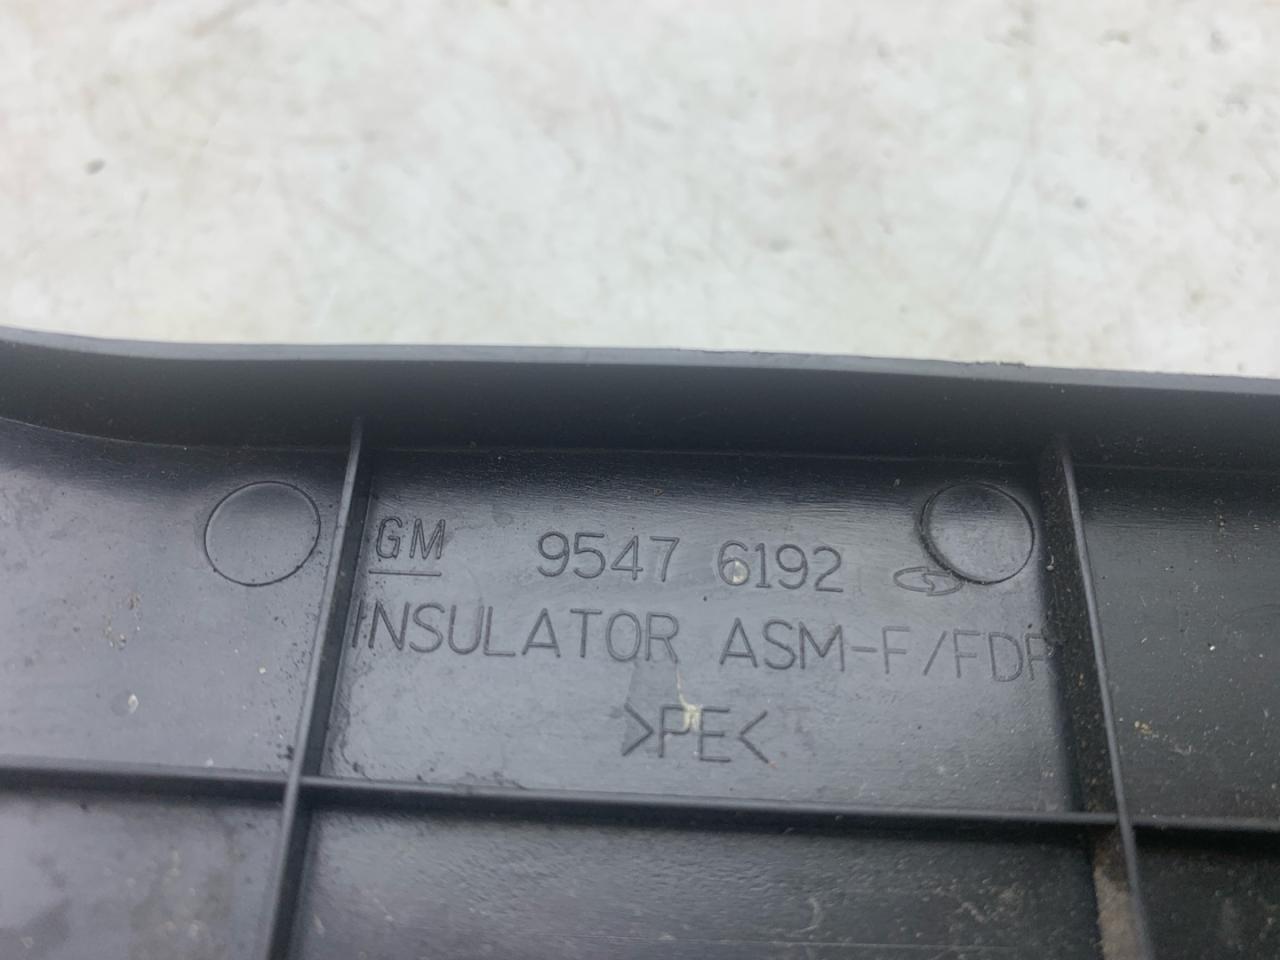 GM 9547 6192
INSULATOR ASM-F/FDR
>PE<